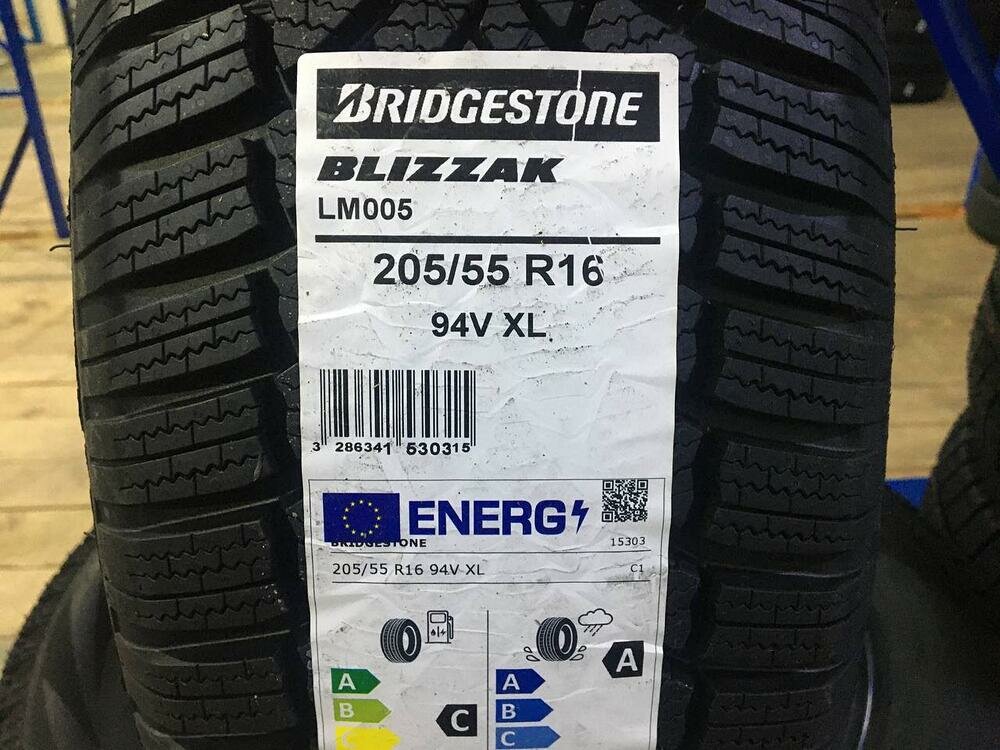 BRIDGESTONE
BLIZZAK
LM005
205/55 R16
94V XL
3 286341 530315
ENERG
BRIDGESTONE 15303
205/55 R16 94V XL C1
A
A A
B B
C
C C